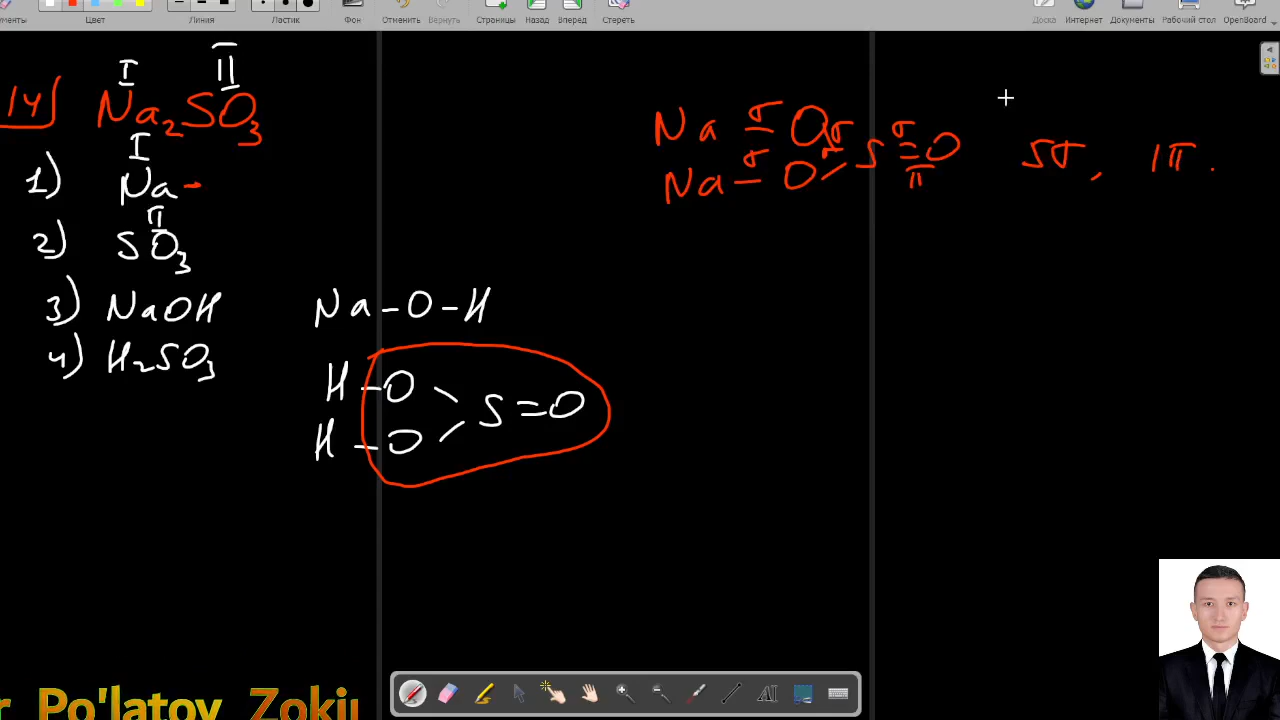 Цвет Линия Ластик Фон Отменить Вернуть Страницы Назад Вперед Стереть Доска Интернет Документы Рабочий стол OpenBoard
I II
14) Na₂SO₃
I
1) Na-
II
2) SO₃
3) NaOH Na-O-H
4) H₂SO₃
H-O
S=O
H-O
Na σ O σ
Na σ O σ S σ = π O 5σ, 1π.
Po'latov Zokir